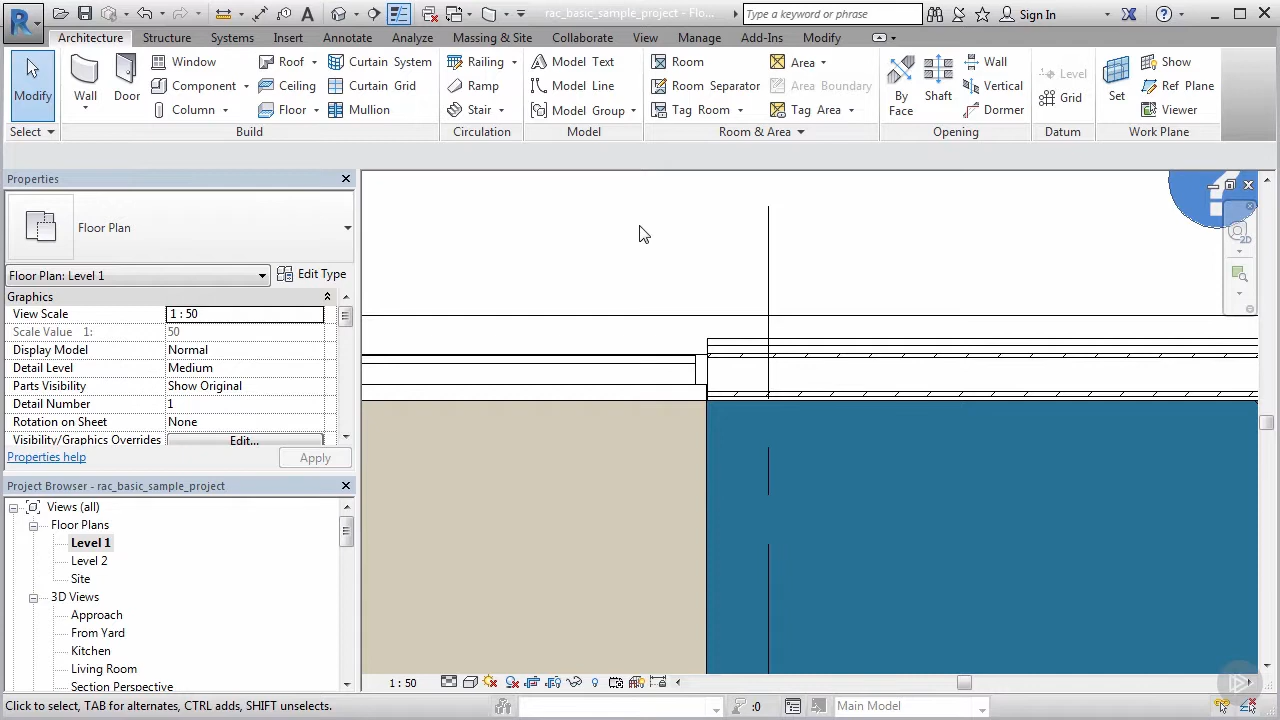 rac_basic_sample_project - Flo...
Type a keyword or phrase
Sign In
Architecture
Structure
Systems
Insert
Annotate
Analyze
Massing & Site
Collaborate
View
Manage
Add-Ins
Modify
Modify
Select
Wall
Door
Window
Component
Column
Roof
Ceiling
Floor
Curtain System
Curtain Grid
Mullion
Build
Railing
Ramp
Stair
Circulation
Model Text
Model Line
Model Group
Model
Room
Room Separator
Tag Room
Area
Area Boundary
Tag Area
Room & Area
By
Face
Shaft
Wall
Vertical
Dormer
Opening
Level
Grid
Datum
Set
Show
Ref Plane
Viewer
Work Plane
Properties
Floor Plan
Floor Plan: Level 1
Edit Type
Graphics
View Scale 1 : 50
Scale Value 1: 50
Display Model Normal
Detail Level Medium
Parts Visibility Show Original
Detail Number 1
Rotation on Sheet None
Visibility/Graphics Overrides Edit...
Properties help
Apply
Project Browser - rac_basic_sample_project
Views (all)
Floor Plans
Level 1
Level 2
Site
3D Views
Approach
From Yard
Kitchen
Living Room
Section Perspective
2D
1 : 50
Click to select, TAB for alternates, CTRL adds, SHIFT unselects.
:0
Main Model